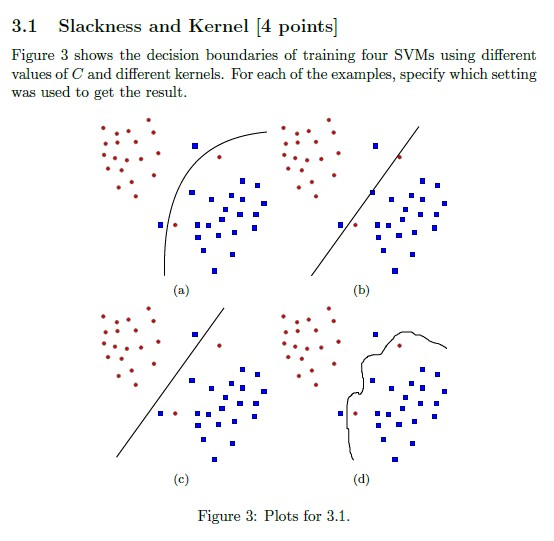 3.1 Slackness and Kernel [4 points]
Figure 3 shows the decision boundaries of training four SVMs using different
values of C and different kernels. For each of the examples, specify which setting
was used to get the result.
(a)
(b)
(c)
(d)
Figure 3: Plots for 3.1.